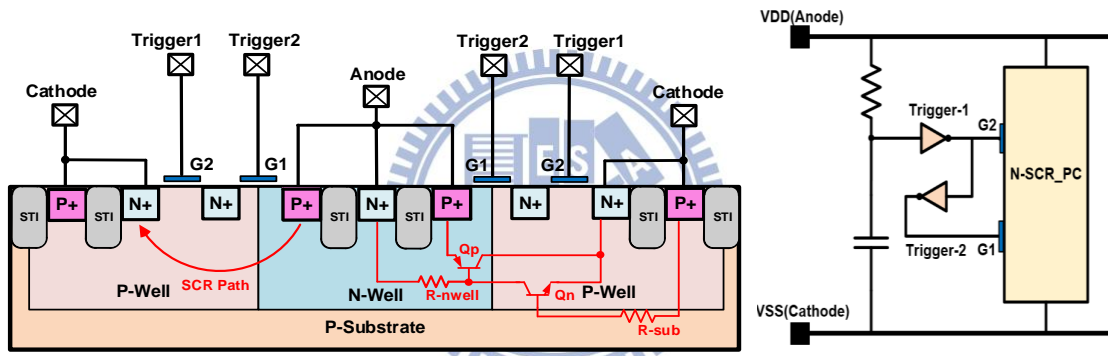 Trigger1 Trigger2 Trigger2 Trigger1
Cathode Anode Cathode
G2 G1 G1 G2
STI P+ STI N+ N+ P+ STI N+ STI P+ N+ N+ STI P+ STI
SCR Path
Qp
R-nwell
Qn
P-Well N-Well P-Well
R-sub
P-Substrate
ES
VDD(Anode)
Trigger-1
G2
N-SCR_PC
Trigger-2
G1
VSS(Cathode)